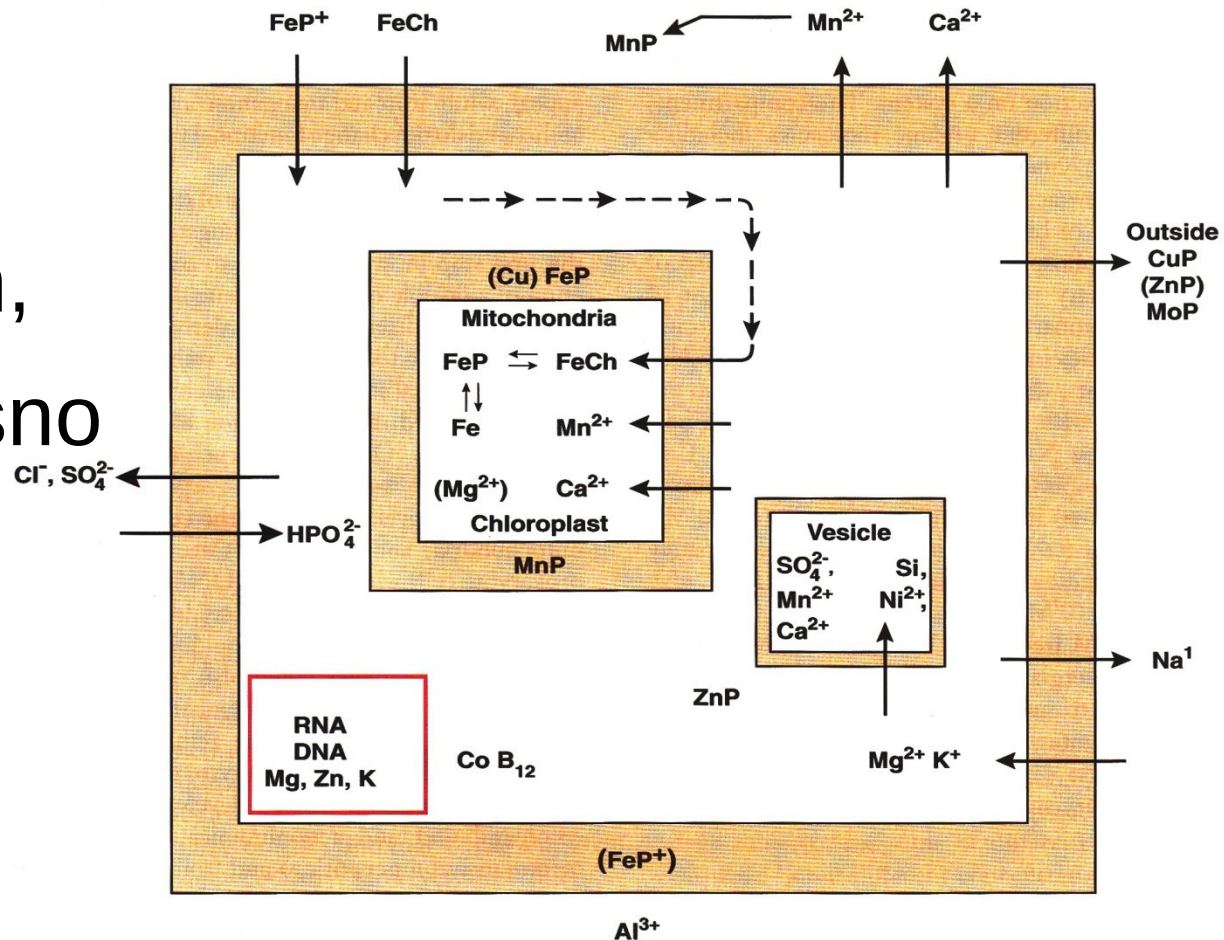 FeP⁺ FeCh
MnP
Mn²⁺ Ca²⁺
Outside
CuP
(ZnP)
MoP
(Cu) FeP
Mitochondria
FeP ⇌ FeCh
Fe Mn²⁺
(Mg²⁺) Ca²⁺
Chloroplast
MnP
sno
Cl⁻, SO₄²⁻
HPO₄²⁻
Vesicle
SO₄²⁻, Si,
Mn²⁺ Ni²⁺,
Ca²⁺
Na¹
ZnP
RNA
DNA
Mg, Zn, K
Co B₁₂
Mg²⁺ K⁺
(FeP⁺)
Al³⁺